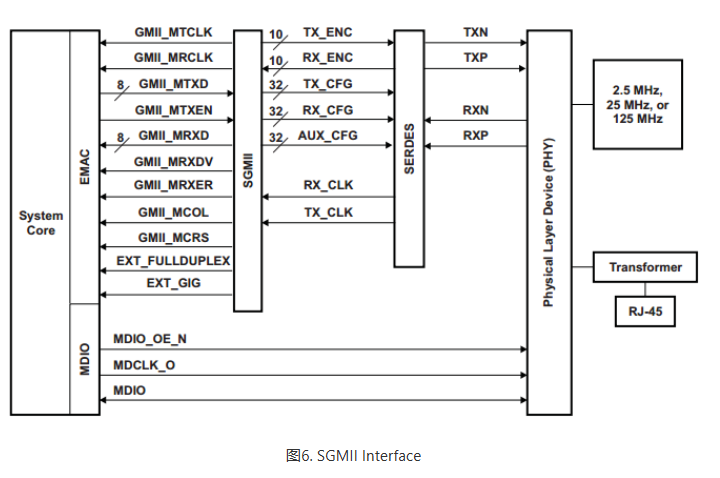 System
Core
EMAC
MDIO
GMII_MTCLK
GMII_MRCLK
8 GMII_MTXD
GMII_MTXEN
8 GMII_MRXD
GMII_MRXDV
GMII_MRXER
GMII_MCOL
GMII_MCRS
EXT_FULLDUPLEX
EXT_GIG
SGMII
10 TX_ENC
10 RX_ENC
32 TX_CFG
32 RX_CFG
32 AUX_CFG
RX_CLK
TX_CLK
SERDES
TXN
TXP
RXN
RXP
MDIO_OE_N
MDCLK_O
MDIO
Physical Layer Device (PHY)
2.5 MHz,
25 MHz, or
125 MHz
Transformer
RJ-45
图6. SGMII Interface